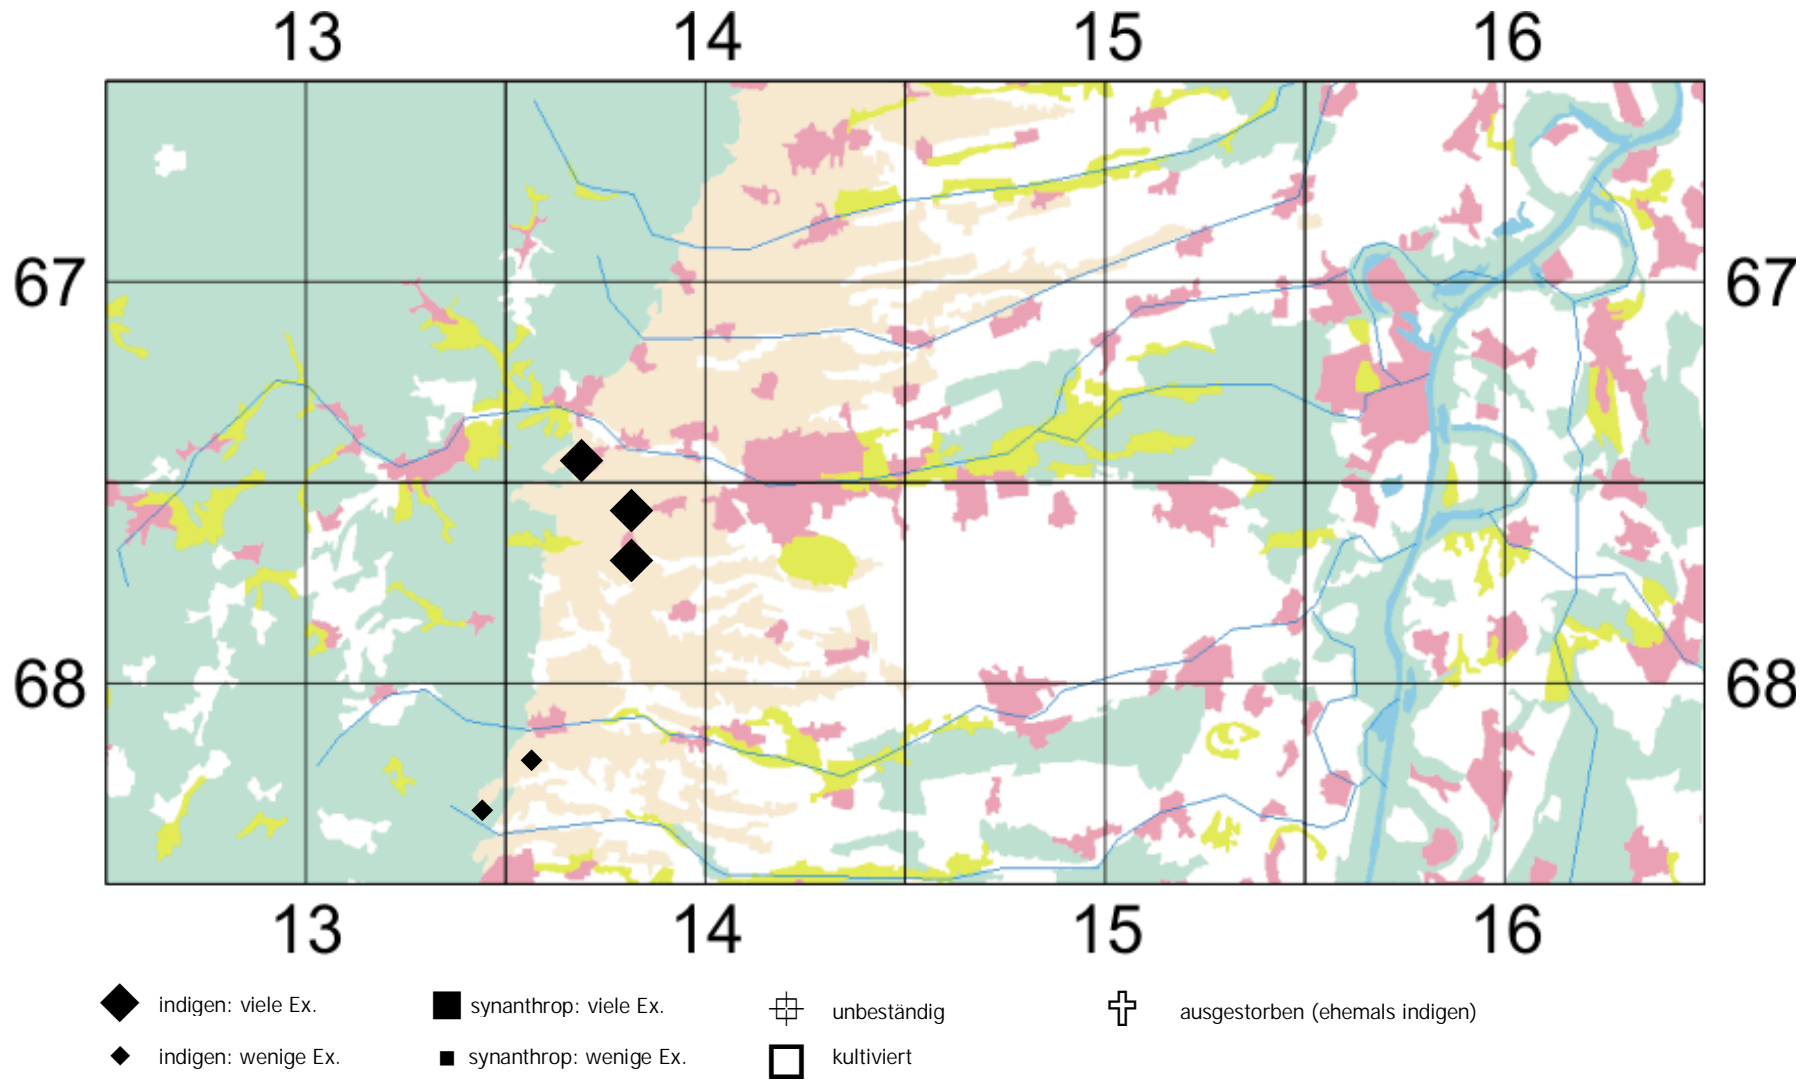 13 14 15 16
67 67
68 68
13 14 15 16
indigen: viele Ex. synanthrop: viele Ex. unbeständig ausgestorben (ehemals indigen)
indigen: wenige Ex. synanthrop: wenige Ex. kultiviert